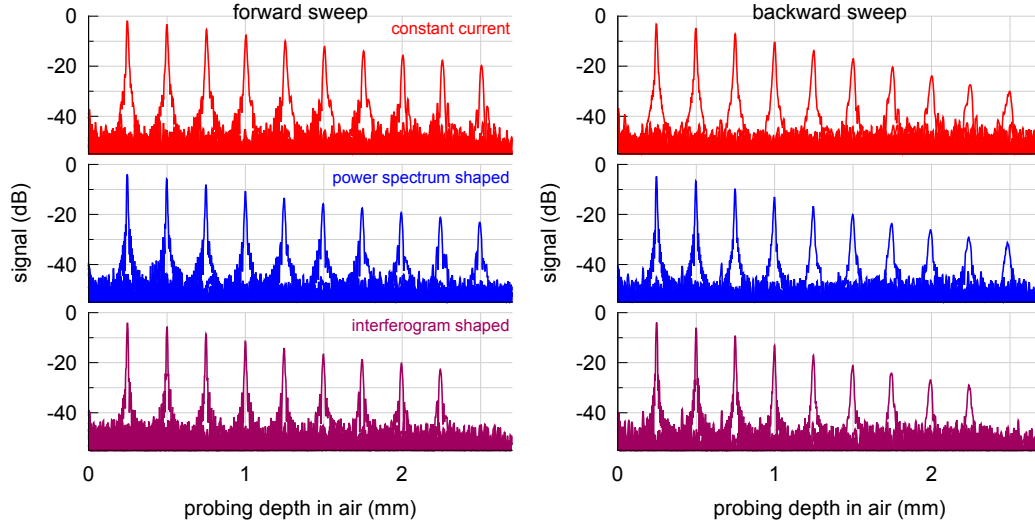 forward sweep
backward sweep
0
-20
-40
constant current
0
-20
-40
signal (dB)
power spectrum shaped
0
-20
-40
interferogram shaped
0
1
2
probing depth in air (mm)
0
-20
-40
0
-20
-40
signal (dB)
0
-20
-40
0
1
2
probing depth in air (mm)